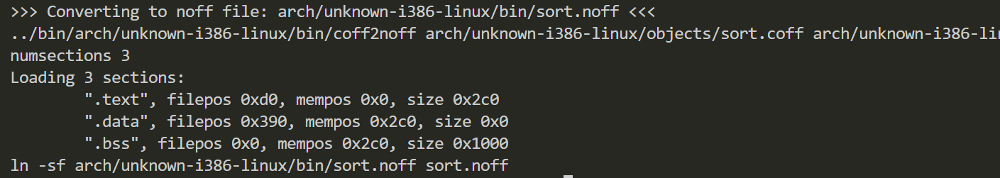 >>> Converting to noff file: arch/unknown-i386-linux/bin/sort.noff <<<
../bin/arch/unknown-i386-linux/bin/coff2noff arch/unknown-i386-linux/objects/sort.coff arch/unknown-i386-li
numsections 3
Loading 3 sections:
        ".text", filepos 0xd0, mempos 0x0, size 0x2c0
        ".data", filepos 0x390, mempos 0x2c0, size 0x0
        ".bss", filepos 0x0, mempos 0x2c0, size 0x1000
ln -sf arch/unknown-i386-linux/bin/sort.noff sort.noff